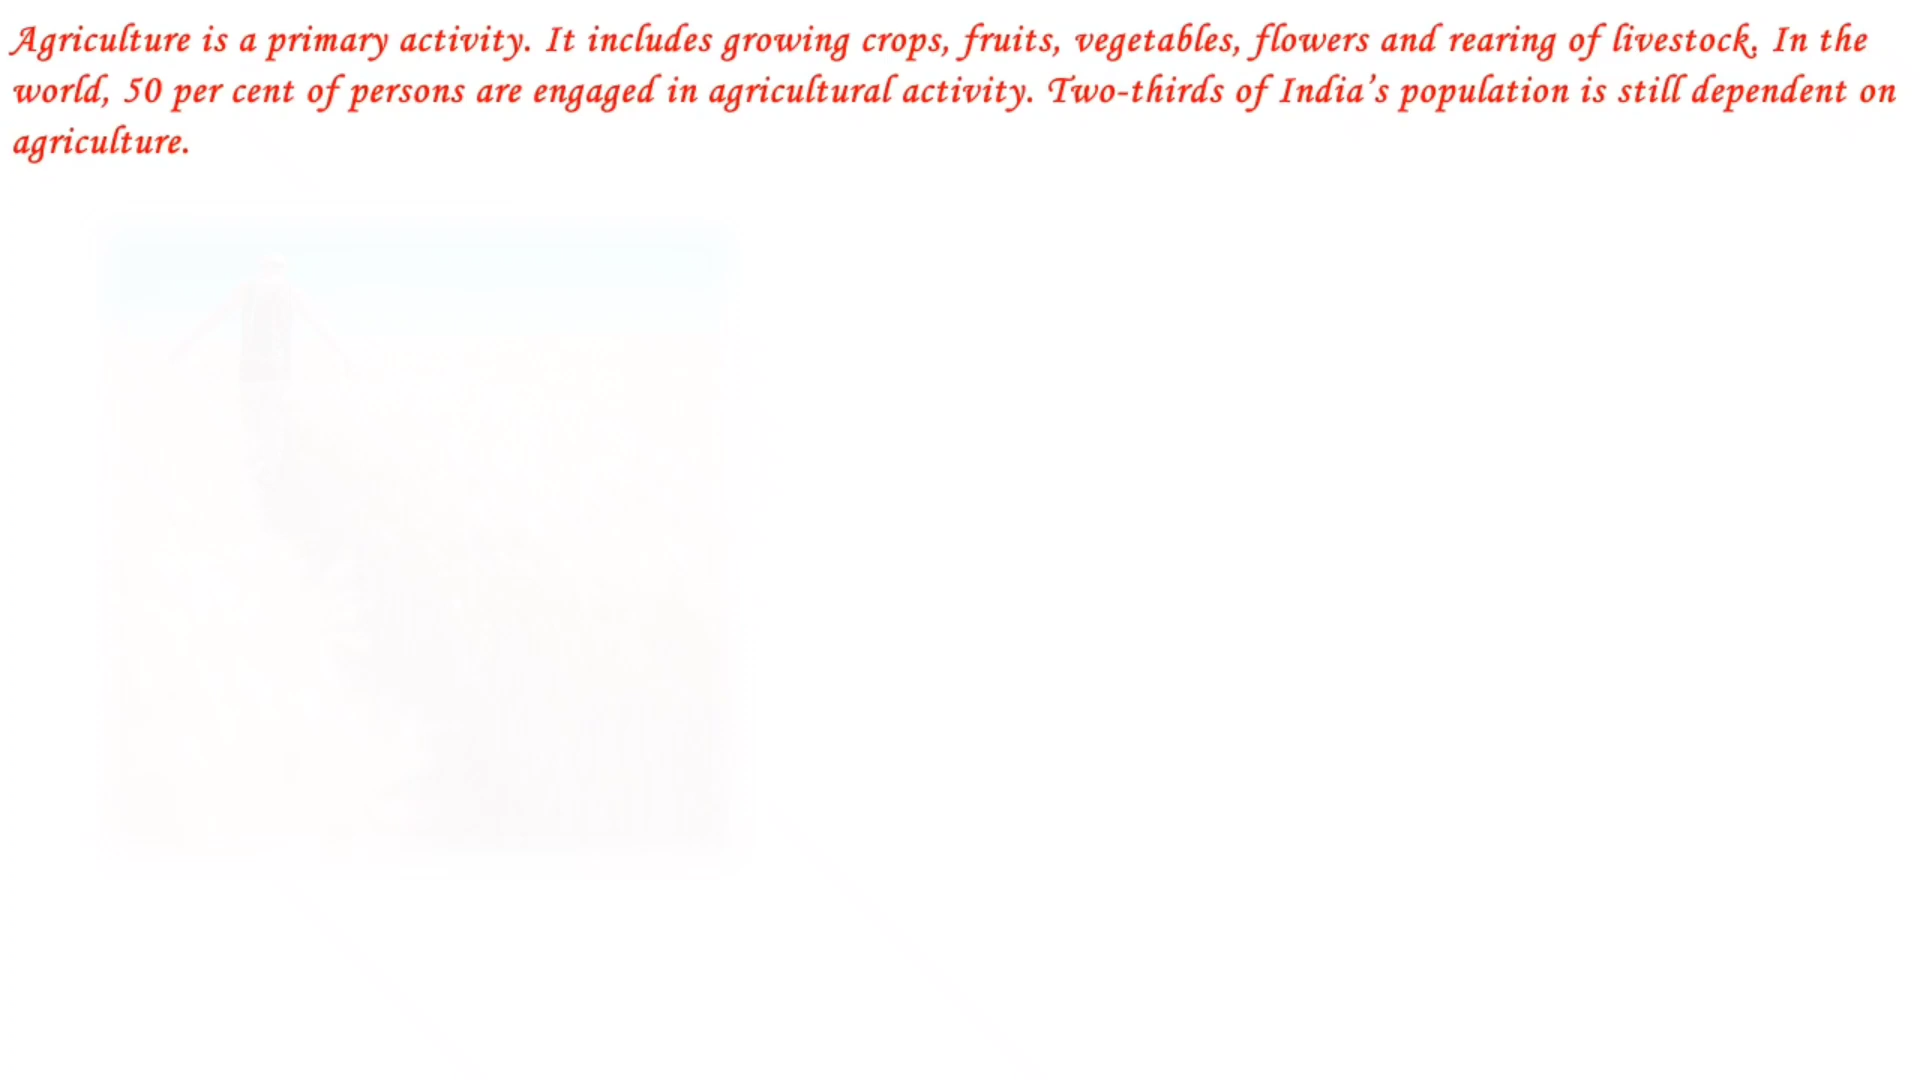 Agriculture is a primary activity. It includes growing crops, fruits, vegetables, flowers and rearing of livestock. In the
world, 50 per cent of persons are engaged in agricultural activity. Two-thirds of India’s population is still dependent on
agriculture.